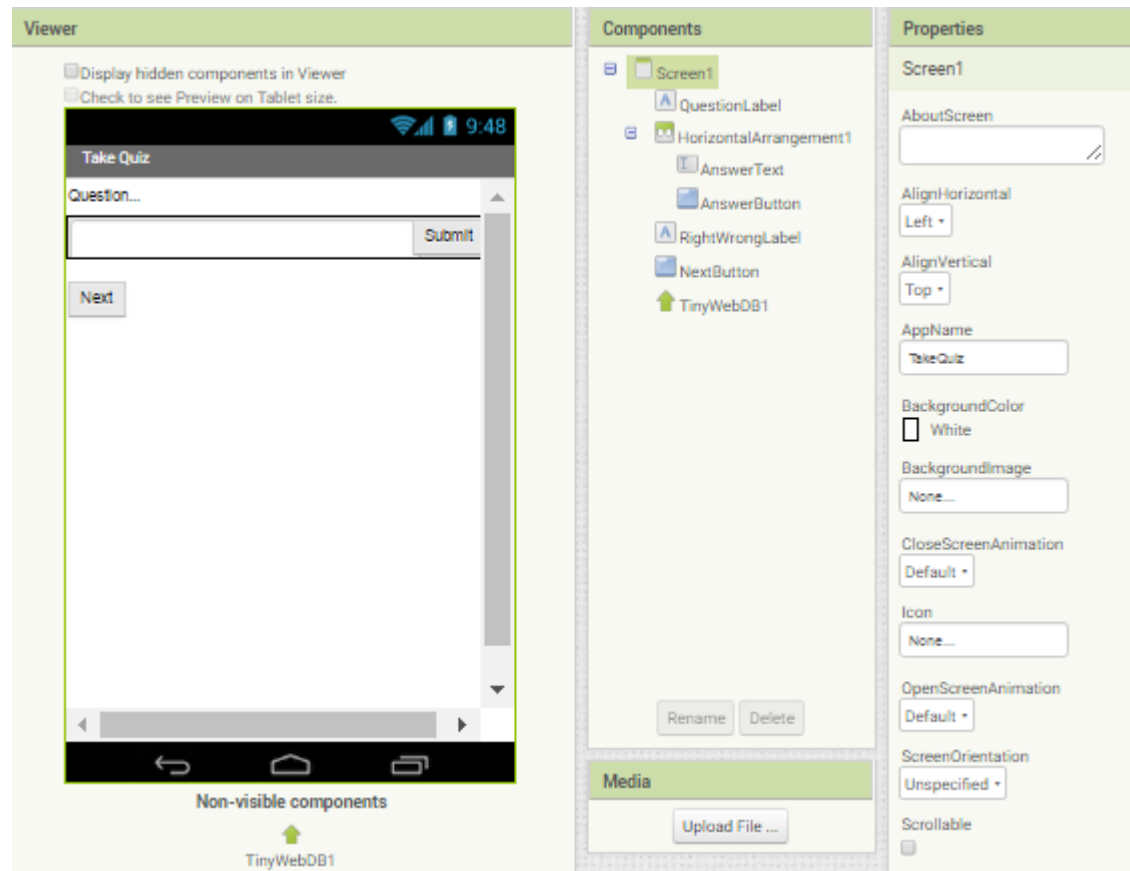 Viewer
Display hidden components in Viewer
Check to see Preview on Tablet size.
9:48
Take Quiz
Question...
Submit
Next
Non-visible components
TinyWebDB1
Components
Screen1
QuestionLabel
HorizontalArrangement1
AnswerText
AnswerButton
RightWrongLabel
NextButton
TinyWebDB1
Rename Delete
Media
Upload File ...
Properties
Screen1
AboutScreen
AlignHorizontal
Left
AlignVertical
Top
AppName
TakeQuiz
BackgroundColor
White
BackgroundImage
None...
CloseScreenAnimation
Default
Icon
None...
OpenScreenAnimation
Default
ScreenOrientation
Unspecified
Scrollable